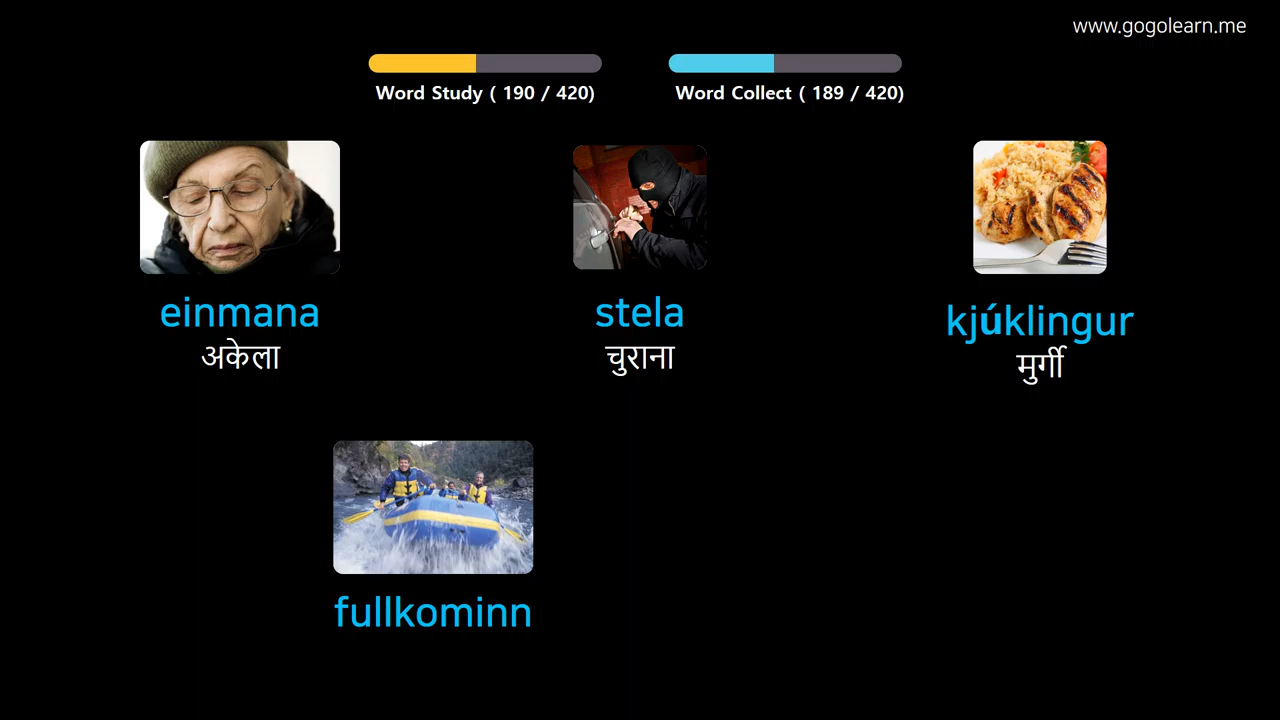 www.gogolearn.me
Word Study ( 190 / 420)
Word Collect ( 189 / 420)
einmana
अकेला
stela
चुराना
kjúklingur
मुर्गी
fullkominn